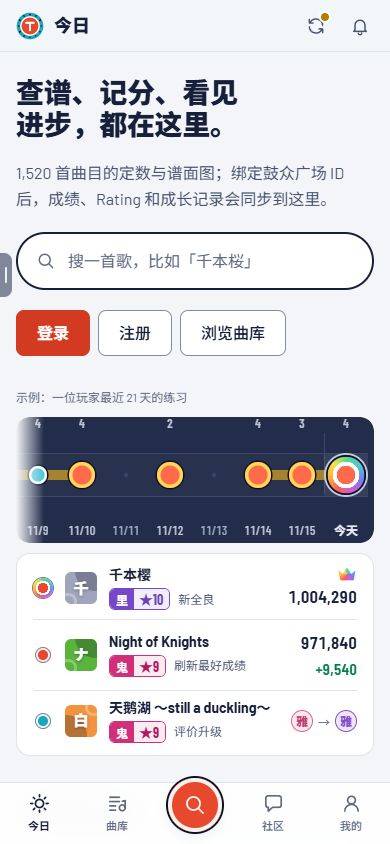 今日
查谱、记分、看见
进步，都在这里。
1,520 首曲目的定数与谱面图；绑定鼓众广场 ID
后，成绩、Rating 和成长记录会同步到这里。
搜一首歌，比如「千本桜」
登录 注册 浏览曲库
示例：一位玩家最近 21 天的练习
4 4 2 4 3 4
11/9 11/10 11/11 11/12 11/13 11/14 11/15 今天
千 千本桜
里 ★10 新全良 1,004,290
ナ Night of Knights 971,840
鬼 ★9 刷新最好成绩 +9,540
白 天鹅湖 ～still a duckling～
鬼 ★9 评价升级 雅 → 雅
今日 曲库 社区 我的